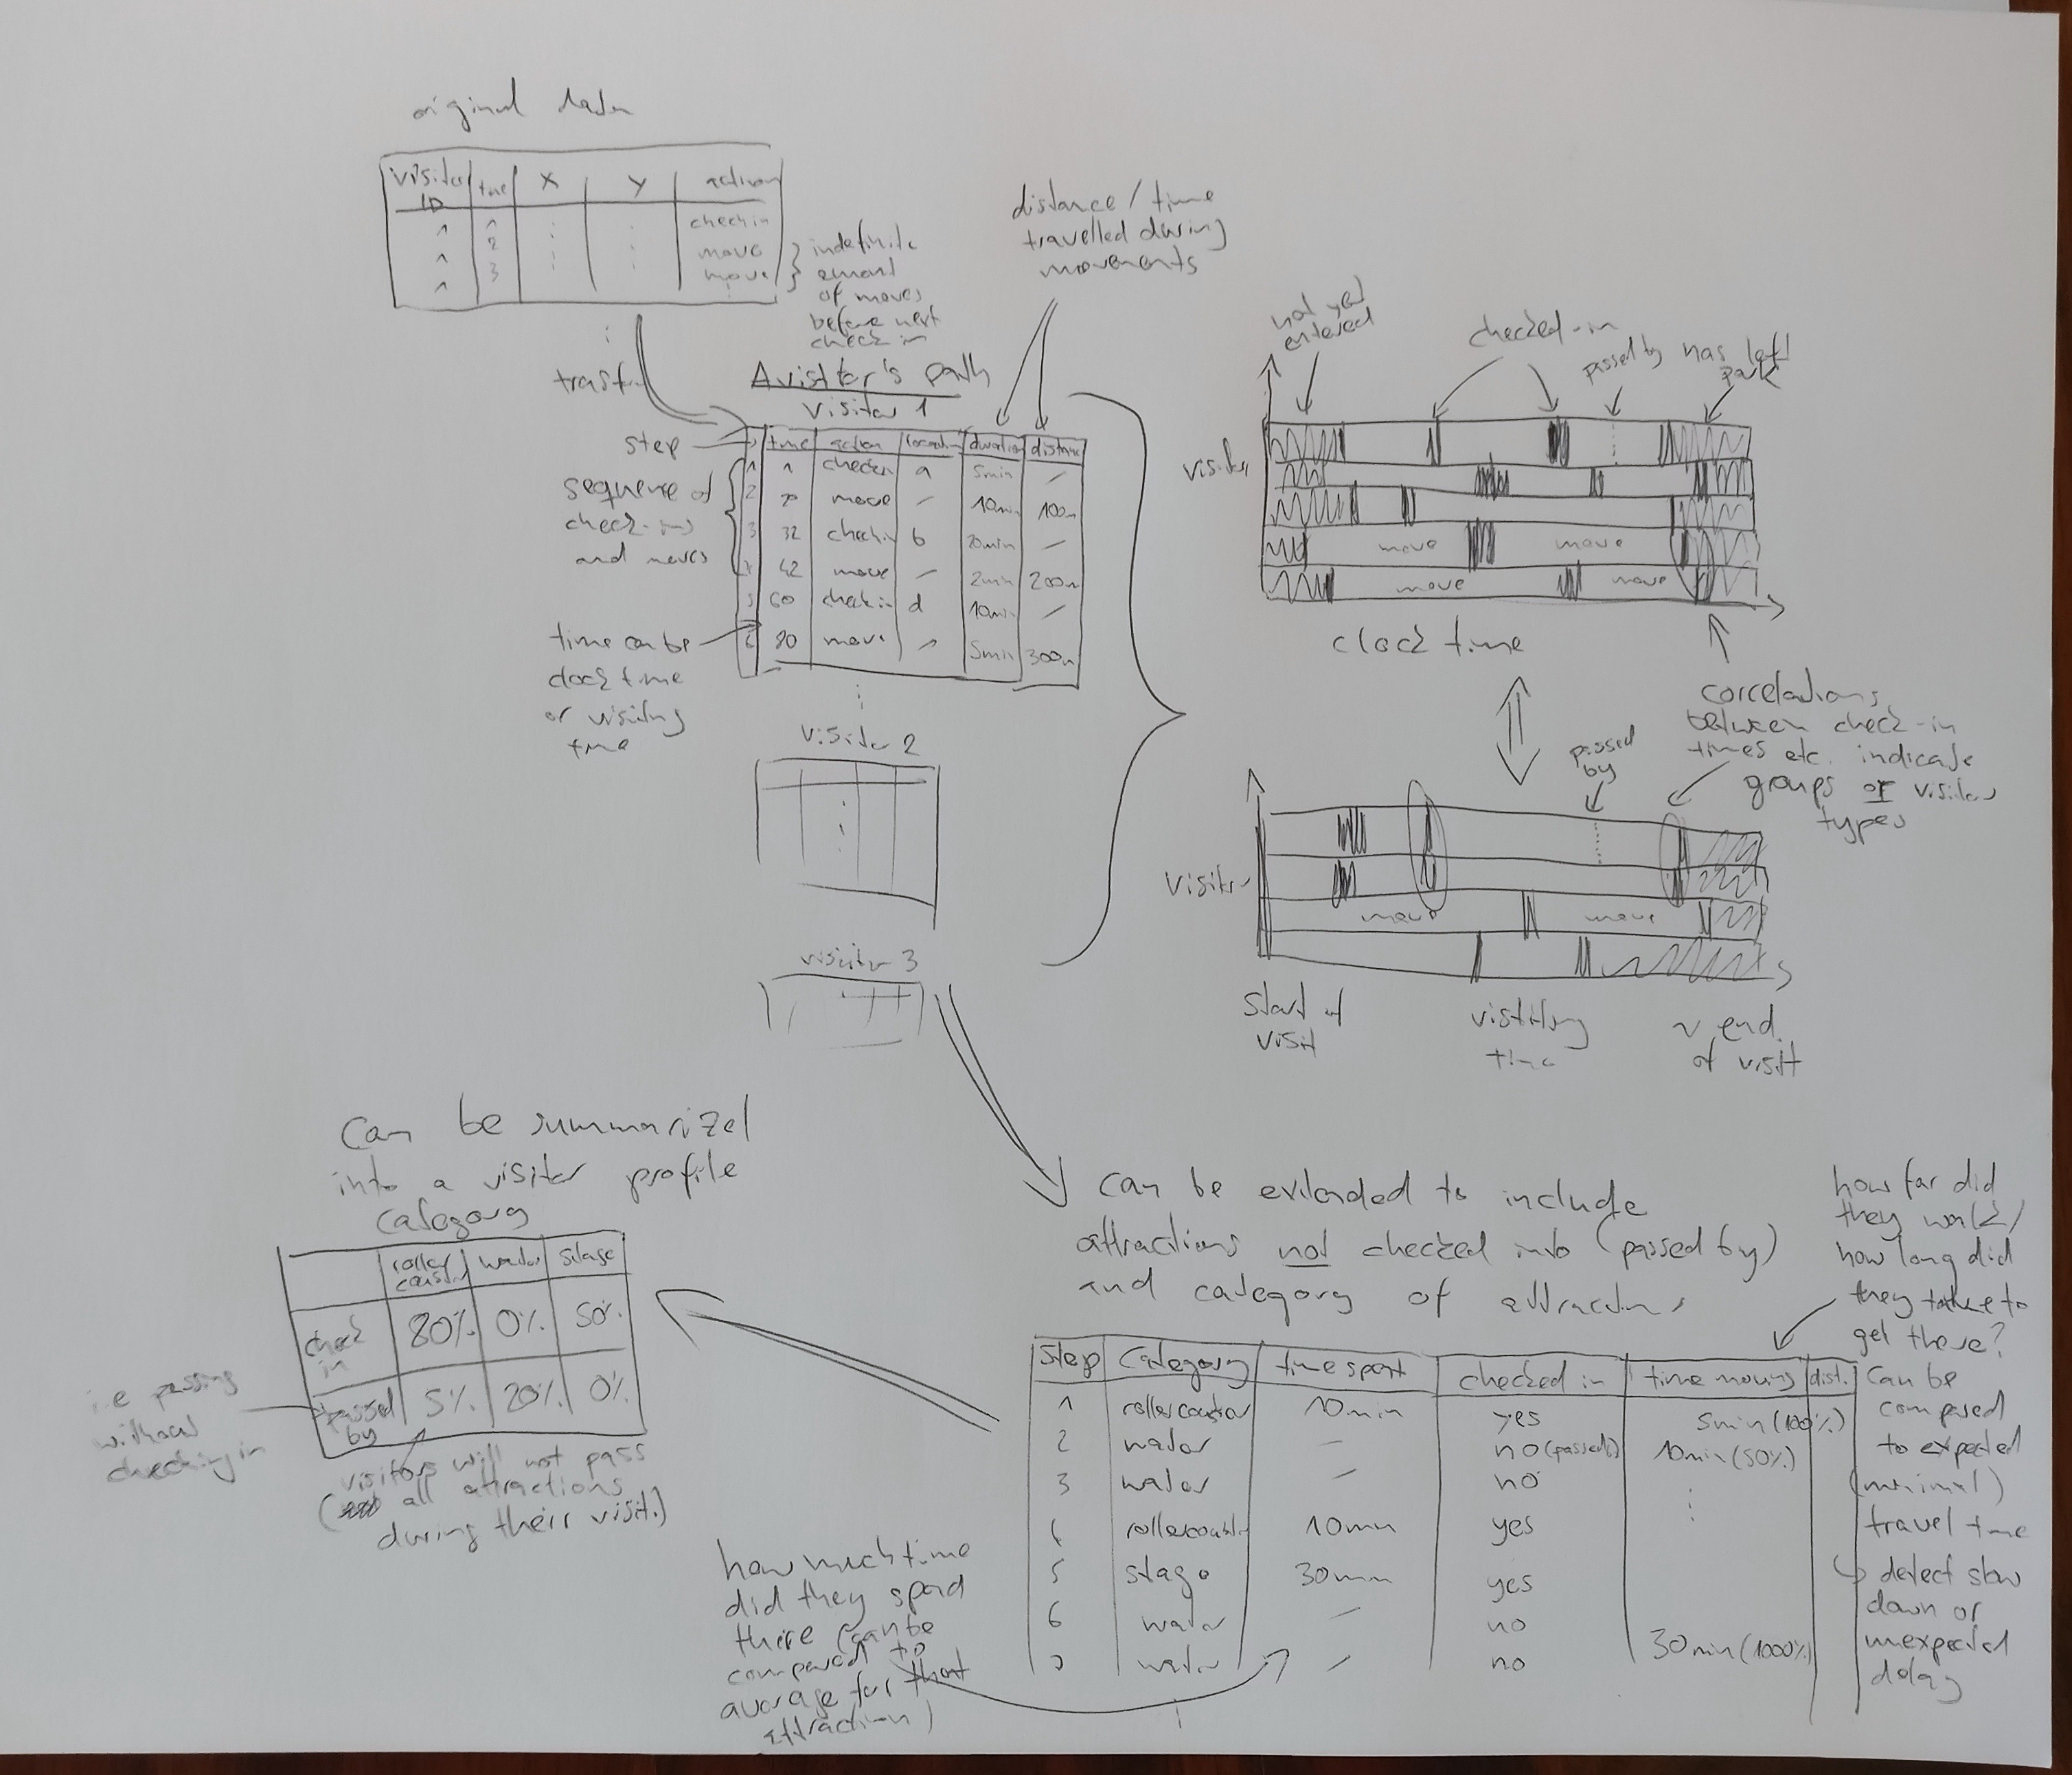 original data
visitor ID time X Y action
1 1 : : check in
1 2 : : move
1 3 : : move
1
indefinite
amount
of moves
before next
check in
distance / time
travelled during
movements
A visitor's path
visitor 1
step
time action location duration distance
1 1 checkin a 5min /
2 20 move / 10min 100m
3 32 checkin b 20min /
4 42 move / 2min 200m
5 60 check in d 10min /
6 80 move / 5min 300m
sequence of
check-ins
and moves
time can be
clock time
or visiting
time
visitor 2
visitor 3
not yet
entered
checked-in
passed by
has left
park
visitor
move move
move move
clock time
correlations
between check-in
times etc. indicate
groups or visitor
types
passed
by
visitor
move move
start of
visit
visiting
time
~ end
of visit
can be summarized
into a visitor profile
category
roller
coaster water stage
check
in 80% 0% 50%
passed
by 5% 20% 0%
i.e passing
without
checking in
visitors will not pass
( all attractions
during their visit.)
can be extended to include
attractions not checked into (passed by)
and category of attractions
how far did
they walk/
how long did
they take to
get there?
can be
compared
to expected
(minimal)
travel time
↳ detect slow
down or
unexpected
delay
step category time spent checked in time moving dist.
1 rollercoaster 10min yes 5min (100%)
2 water – no (passed) 10min (50%)
3 water – no
4 rollercoaster 10min yes
5 stage 30min yes
6 water – no
7 water / no 30min (1000%)
how much time
did they spend
there (can be
compared to
average for that
attraction)